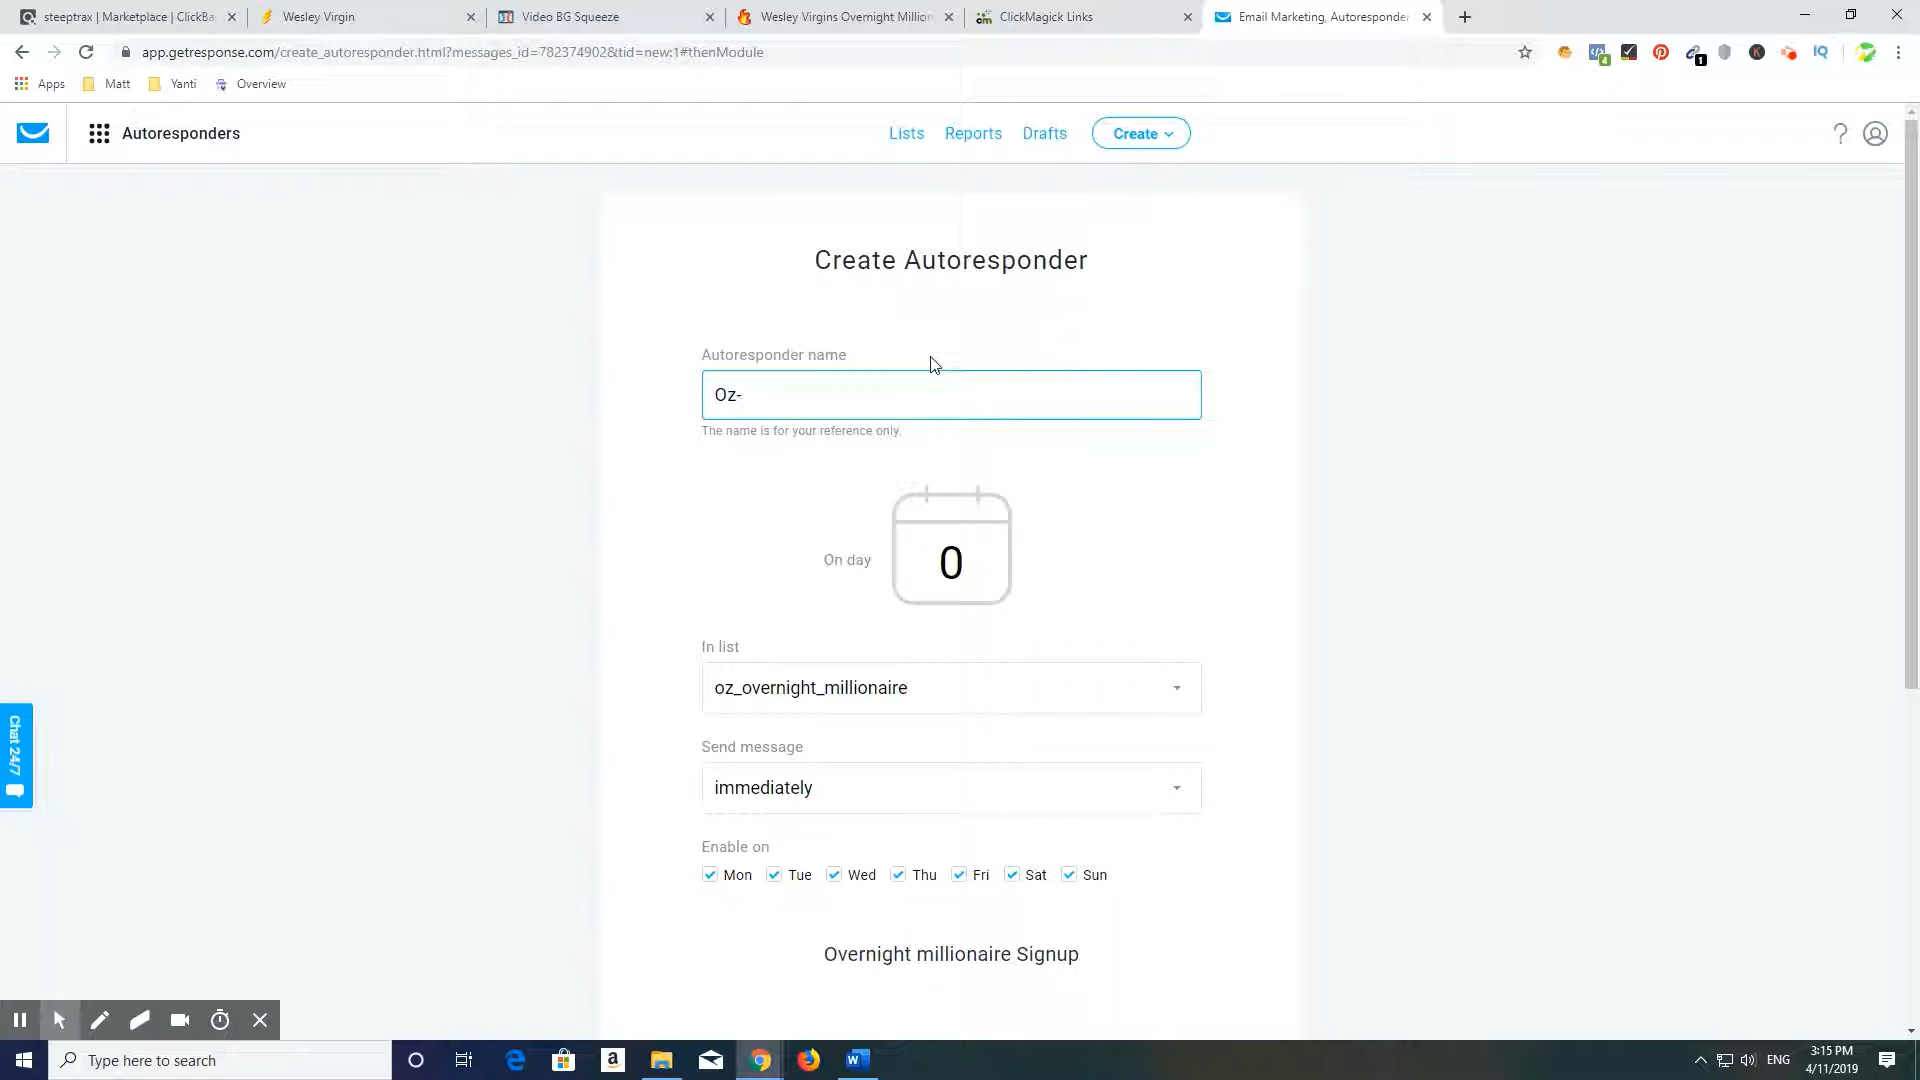 steeptrax | Marketplace | ClickBa
Wesley Virgin
Video BG Squeeze
Wesley Virgins Overnight Million
ClickMagick Links
Email Marketing, Autoresponder
app.getresponse.com/create_autoresponder.html?messages_id=782374902&tid=new:1#thenModule
4
1
K
IQ
Apps
Matt
Yanti
Overview
Autoresponders
Lists
Reports
Drafts
Create
?
Create Autoresponder
Autoresponder name
Oz-
The name is for your reference only.
On day
0
In list
oz_overnight_millionaire
Send message
immediately
Enable on
Mon Tue Wed Thu Fri Sat Sun
Overnight millionaire Signup
Chat 24/7
Type here to search
ENG
3:15 PM
4/11/2019